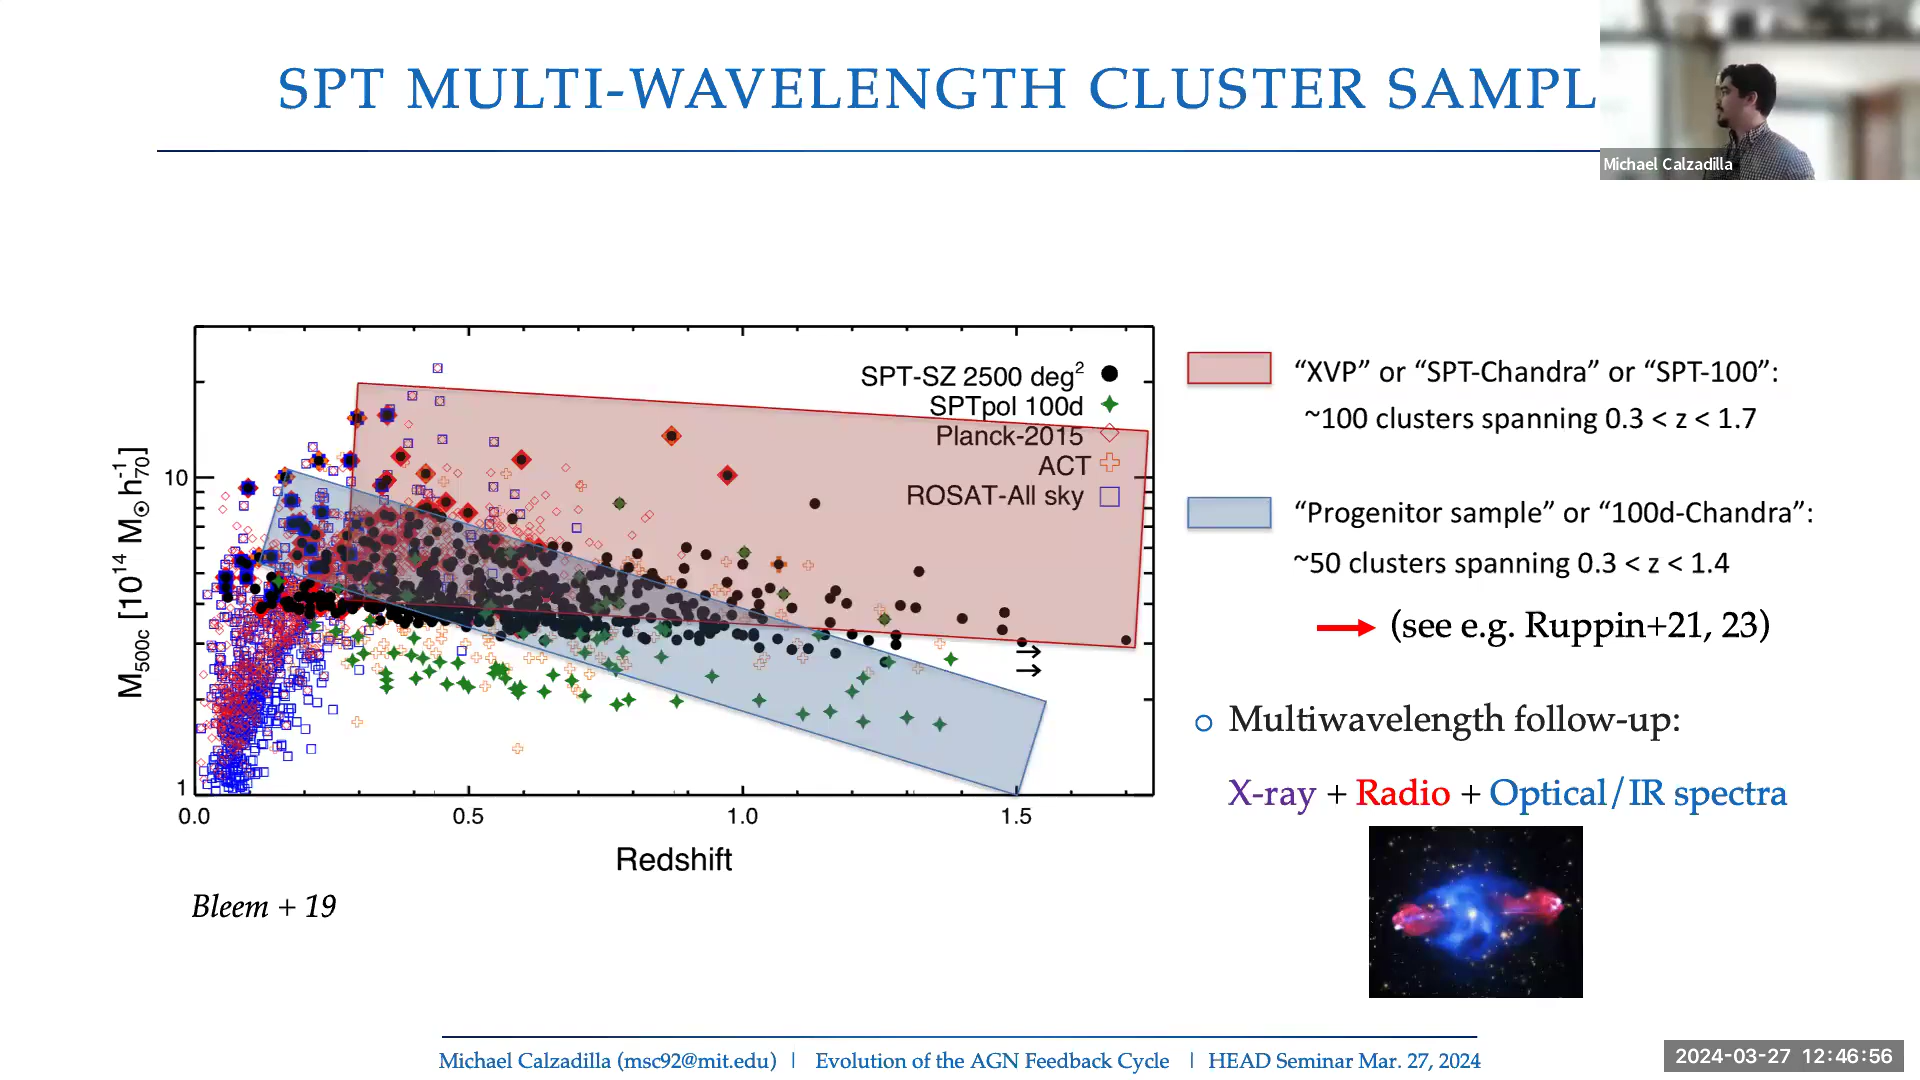 SPT MULTI-WAVELENGTH CLUSTER SAMPL
Michael Calzadilla
SPT-SZ 2500 deg²
SPTpol 100d
Planck-2015
ACT
ROSAT-All sky
M500c [10^14 M⊙ h70^-1]
10
1
0.0 0.5 1.0 1.5
Redshift
Bleem + 19
“XVP” or “SPT-Chandra” or “SPT-100”:
~100 clusters spanning 0.3 < z < 1.7
“Progenitor sample” or “100d-Chandra”:
~50 clusters spanning 0.3 < z < 1.4
(see e.g. Ruppin+21, 23)
Multiwavelength follow-up:
X-ray + Radio + Optical/IR spectra
Michael Calzadilla (msc92@mit.edu) | Evolution of the AGN Feedback Cycle | HEAD Seminar Mar. 27, 2024
2024-03-27 12:46:56